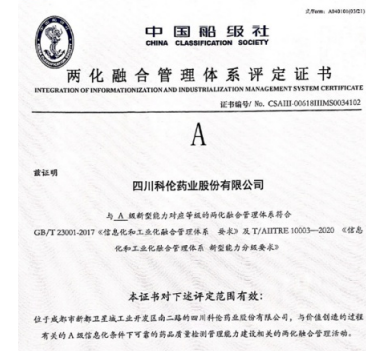 式/Form: A040101(03/21)
中国船级社
CHINA CLASSIFICATION SOCIETY
两化融合管理体系评定证书
INTEGRATION OF INFORMATIONIZATION AND INDUSTRIALIZATION MANAGEMENT SYSTEM CERTIFICATE
证书编号/ No. CSAIII-00618IIIMS0034102
A
兹证明
四川科伦药业股份有限公司
与 A 级新型能力对应等级的两化融合管理体系符合
GB/T 23001-2017《信息化和工业化融合管理体系 要求》及 T/AIITRE 10003—2020 《信息
化和工业化融合管理体系 新型能力分级要求》
本证书对下述评定范围有效:
位于成都市新都卫星城工业开发区南二路的四川科伦药业股份有限公司,与价值创造的过程
有关的 A 级信息化条件下可靠的药品质量检测管理能力建设相关的两化融合管理活动。